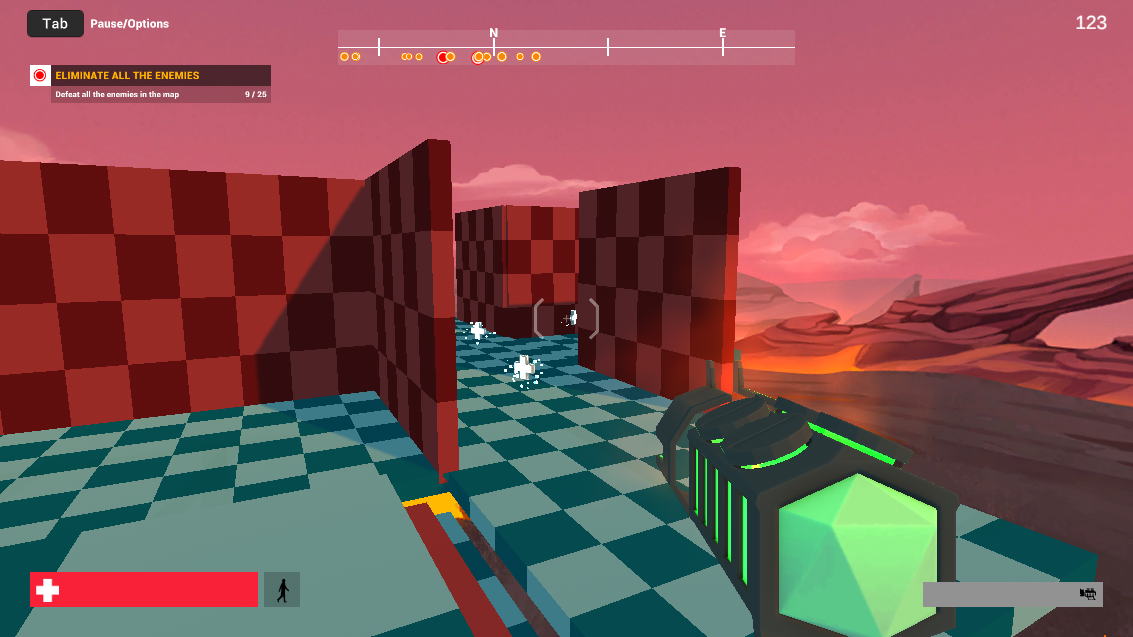 Tab Pause/Options
N E
123
ELIMINATE ALL THE ENEMIES
Defeat all the enemies in the map 9 / 25